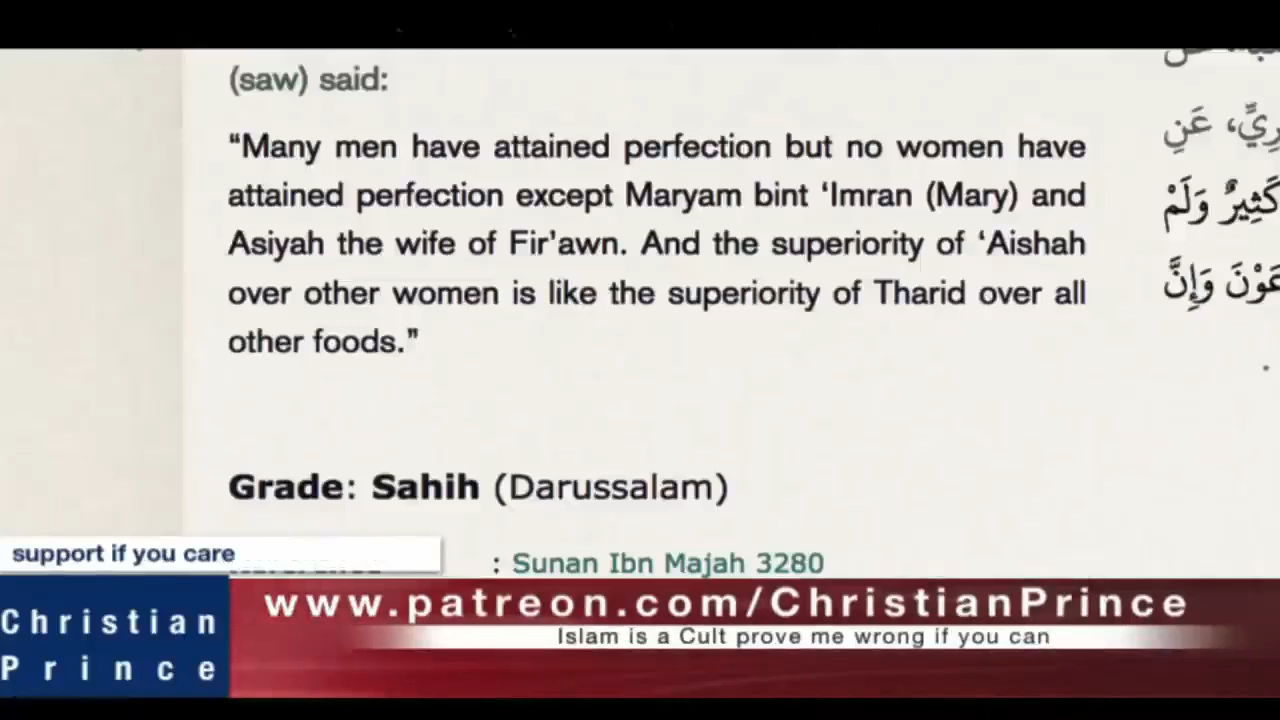 (saw) said:
“Many men have attained perfection but no women have
attained perfection except Maryam bint ‘Imran (Mary) and
Asiyah the wife of Fir’awn. And the superiority of ‘Aishah
over other women is like the superiority of Tharid over all
other foods.”
عَنِ
كَثِيرٌ وَلَمْ
وَإِنَّ
Grade: Sahih (Darussalam)
: Sunan Ibn Majah 3280
support if you care
Christian
Prince
www.patreon.com/ChristianPrince
Islam is a Cult prove me wrong if you can